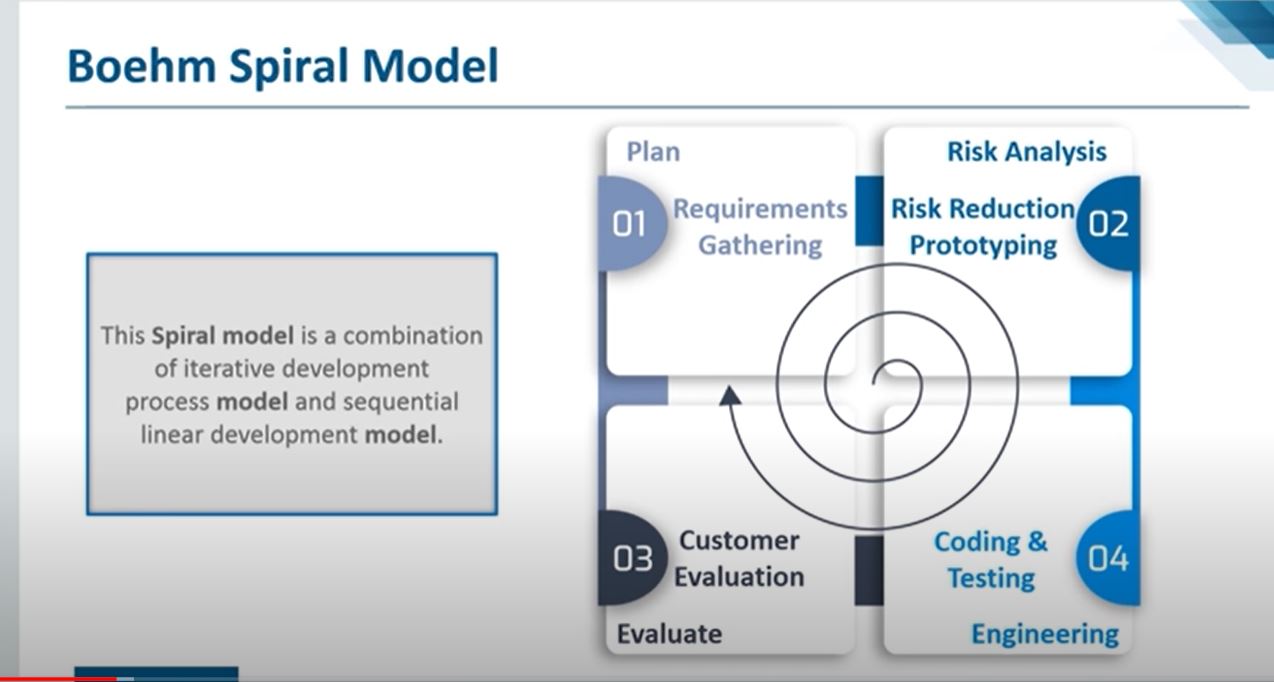 Boehm Spiral Model
This Spiral model is a combination
of iterative development
process model and sequential
linear development model.
Plan
01
Requirements
Gathering
Risk Analysis
Risk Reduction
Prototyping
02
03
Customer
Evaluation
Evaluate
Coding &
Testing
04
Engineering